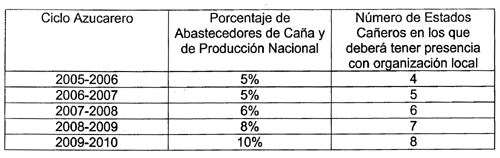 Ciclo Azucarero Porcentaje de Abastecedores de Caña y de Producción Nacional Número de Estados Cañeros en los que deberá tener presencia con organización local
2005-2006 5% 4
2006-2007 5% 5
2007-2008 6% 6
2008-2009 8% 7
2009-2010 10% 8